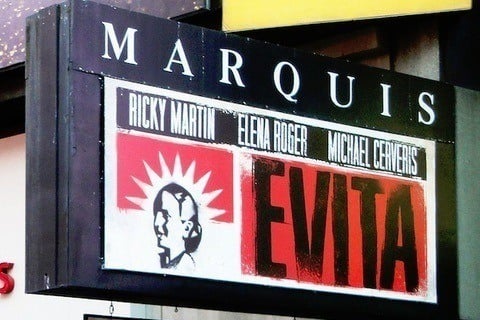 MARQUIS
RICKY MARTIN ELENA ROGER MICHAEL CERVERIS
EVITA